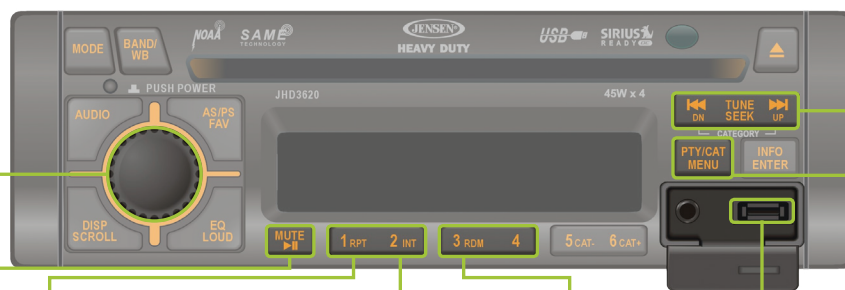 MODE
BAND/
WB
NOAA
SAME
TECHNOLOGY
JENSEN®
HEAVY DUTY
USB
SIRIUS
READY
PUSH POWER
JHD3620
45W x 4
AUDIO
AS/PS
FAV
DISP
SCROLL
EQ
LOUD
TUNE
SEEK
DN
UP
CATEGORY
PTY/CAT
MENU
INFO
ENTER
MUTE
1 RPT 2 INT
3 RDM 4
5 CAT- 6 CAT+